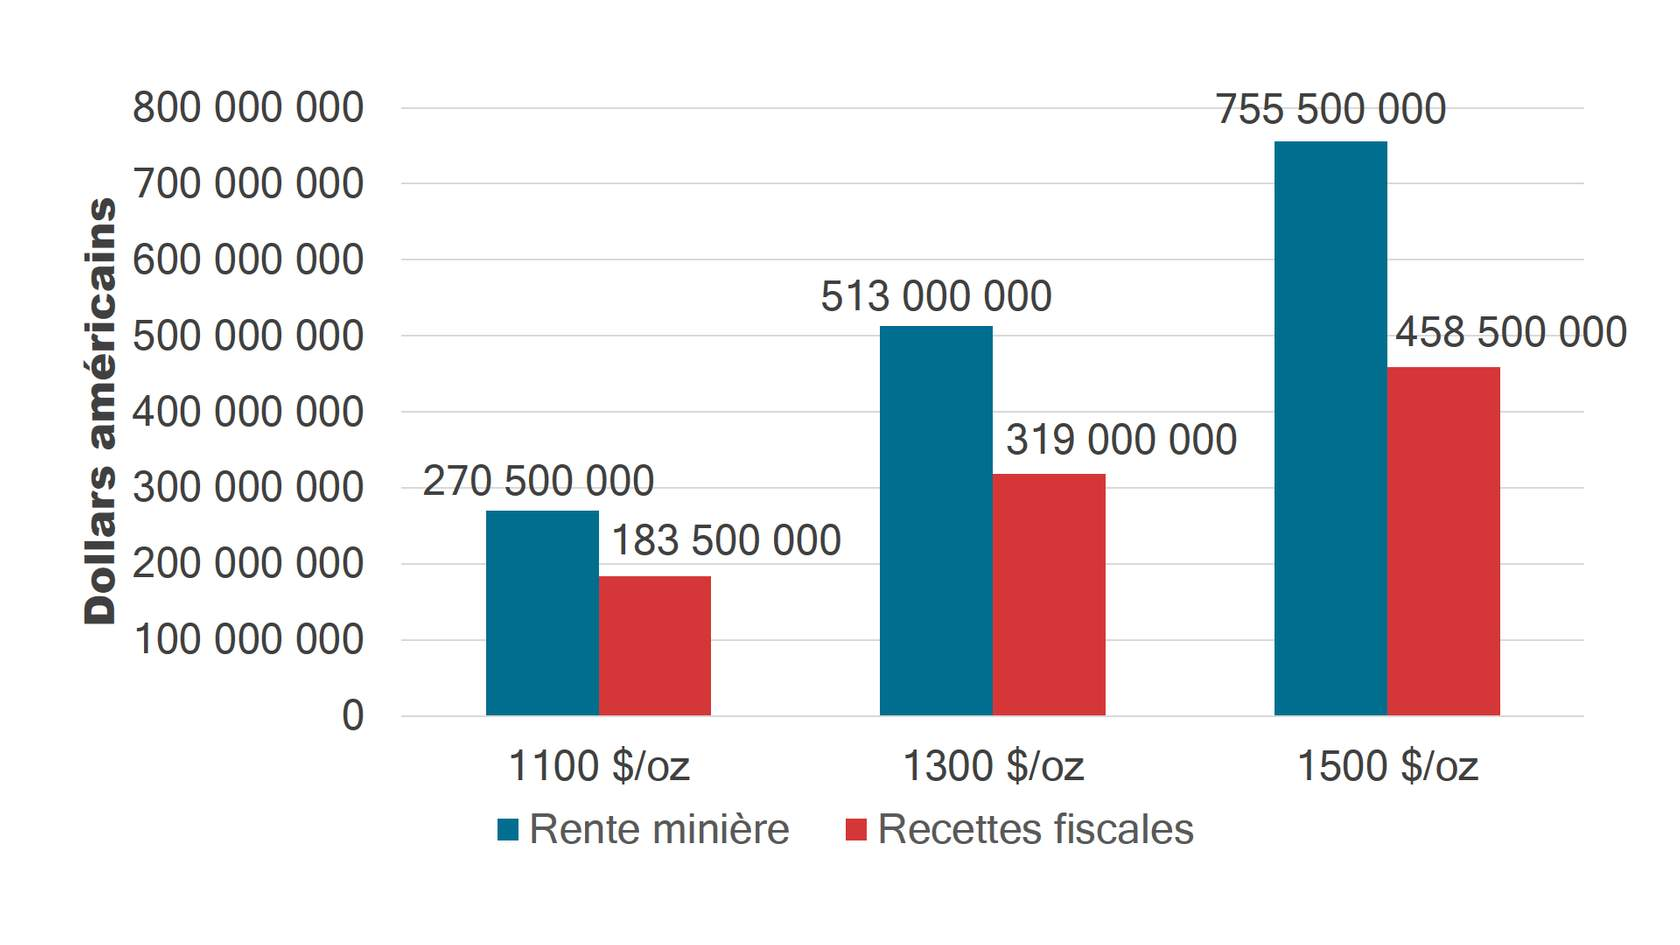 Dollars américains
800 000 000
700 000 000
600 000 000
500 000 000
400 000 000
300 000 000
200 000 000
100 000 000
0
270 500 000
183 500 000
513 000 000
319 000 000
755 500 000
458 500 000
1100 $/oz
1300 $/oz
1500 $/oz
Rente minière
Recettes fiscales